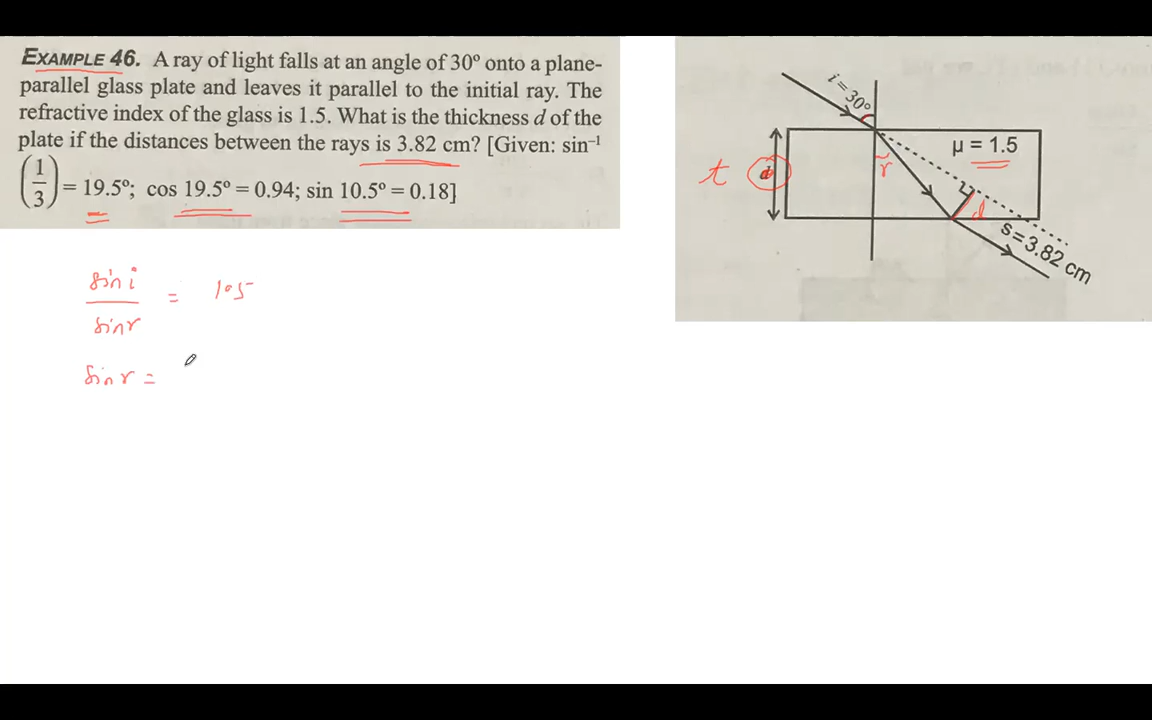 EXAMPLE 46. A ray of light falls at an angle of 30° onto a plane-
parallel glass plate and leaves it parallel to the initial ray. The
refractive index of the glass is 1.5. What is the thickness d of the
plate if the distances between the rays is 3.82 cm? [Given: sin⁻¹
(1/3) = 19.5°; cos 19.5° = 0.94; sin 10.5° = 0.18]
sin i / sin r = 1.5
sin r =
i = 30°
μ = 1.5
t d
r
d
s = 3.82 cm